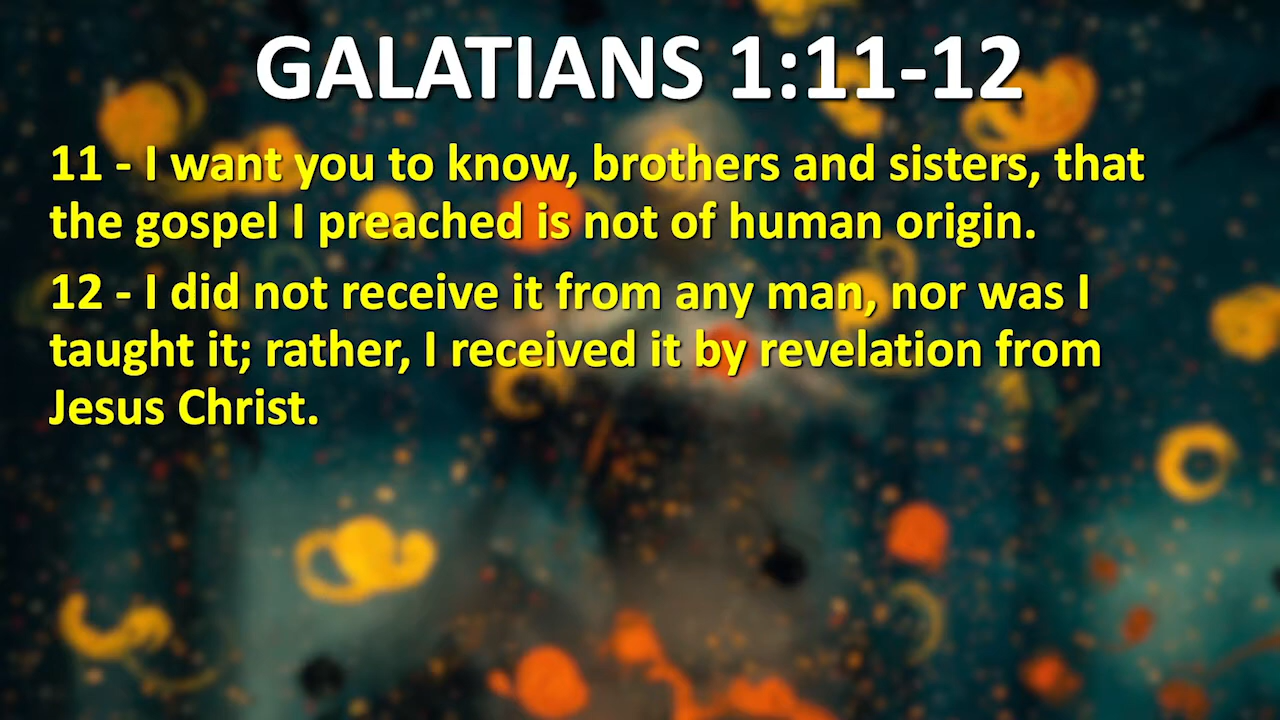 GALATIANS 1:11-12
11 - I want you to know, brothers and sisters, that
the gospel I preached is not of human origin.
12 - I did not receive it from any man, nor was I
taught it; rather, I received it by revelation from
Jesus Christ.